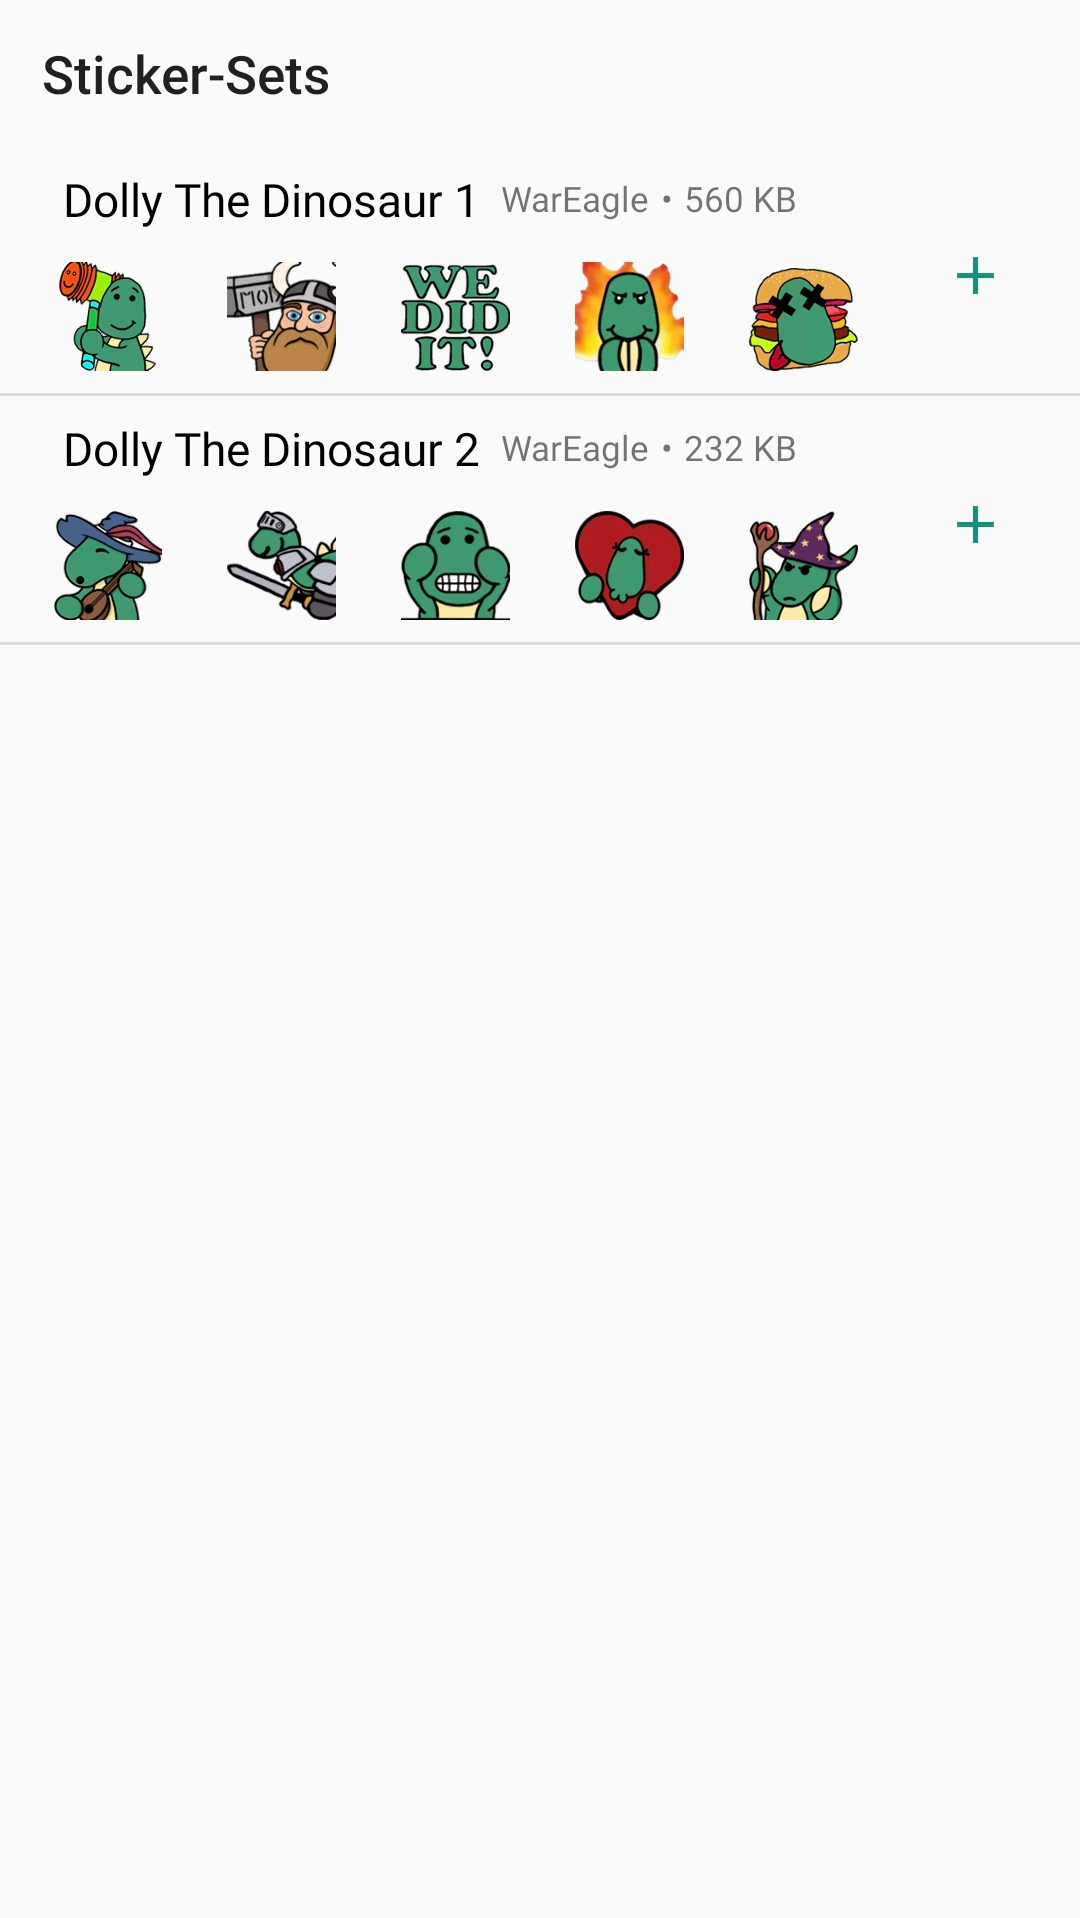 Sticker-Sets
Dolly The Dinosaur 1 WarEagle • 560 KB
WE
DID
IT!
Dolly The Dinosaur 2 WarEagle • 232 KB